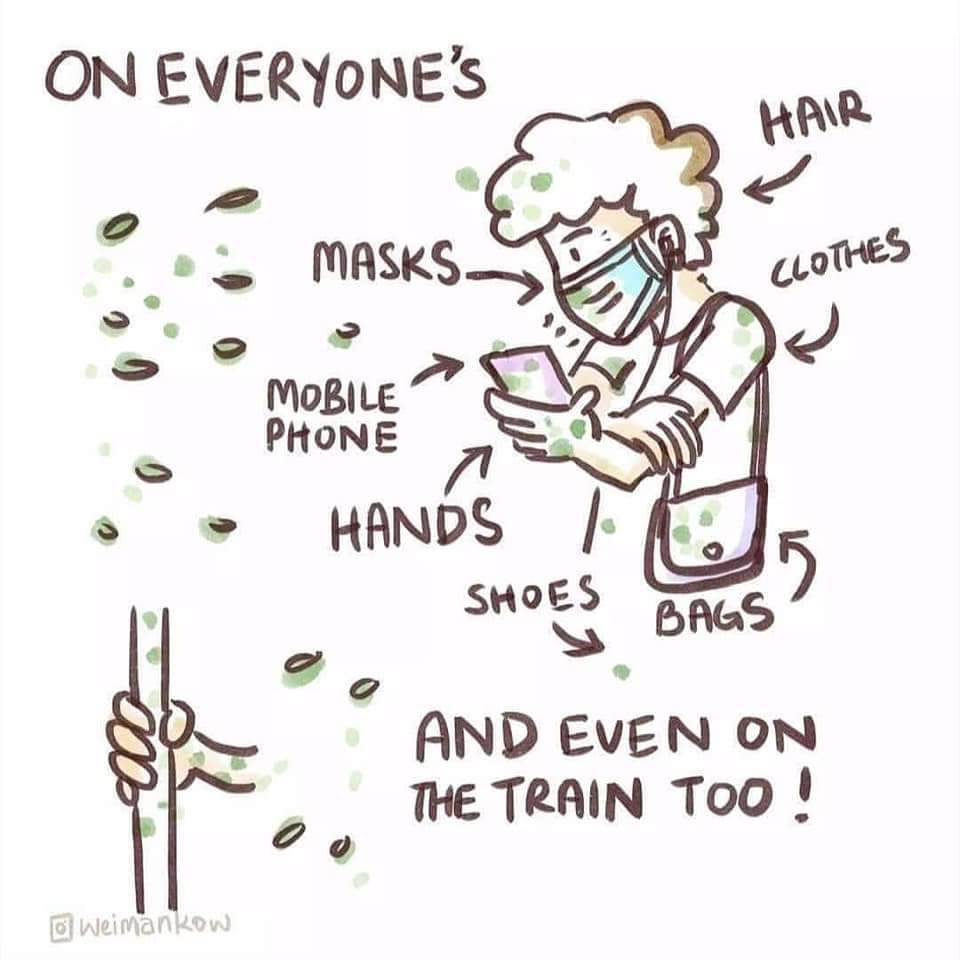 ON EVERYONE'S
HAIR
MASKS
CLOTHES
MOBILE
PHONE
HANDS
SHOES
BAGS
AND EVEN ON
THE TRAIN TOO!
weimankow